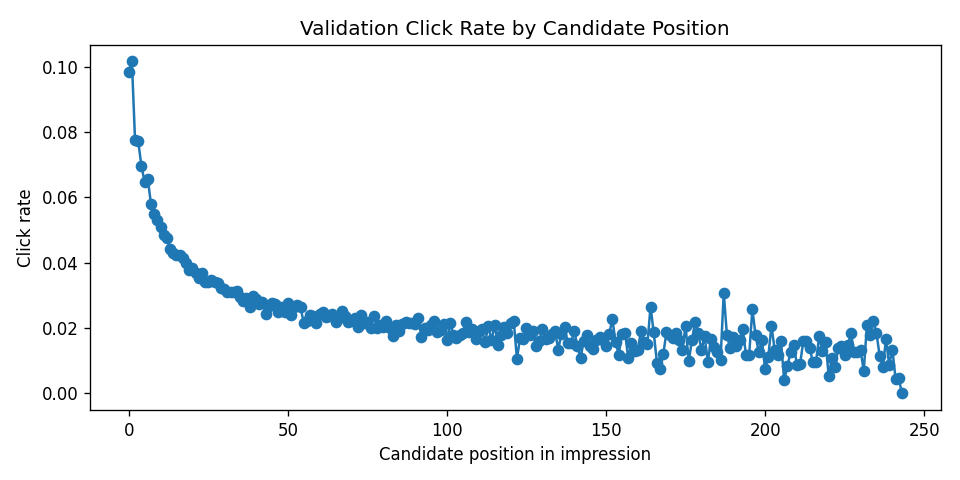 Validation Click Rate by Candidate Position
Click rate
0.10
0.08
0.06
0.04
0.02
0.00
0 50 100 150 200 250
Candidate position in impression